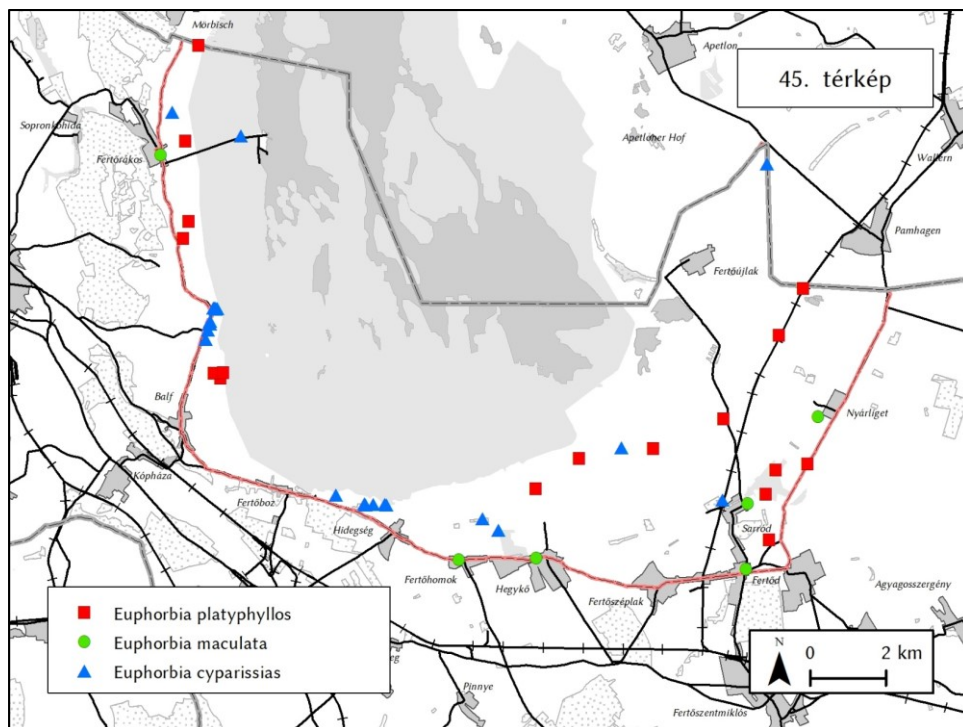 Mörbisch
Apetlon
45. térkép
Sopronkőhida
Apetloner Hof
Fertőrákos
Wallern
Pamhagen
Fertőújlak
Balf
Nyárliget
Kópháza
Fertőboz
Hidegség
Sarród
Fertőhomok
Hegykő
Fertőd
Fertőszéplak
Agyagosszergény
Euphorbia platyphyllos
Euphorbia maculata
Euphorbia cyparissias
N
0 2 km
Pinnye
Fertőszentmiklós